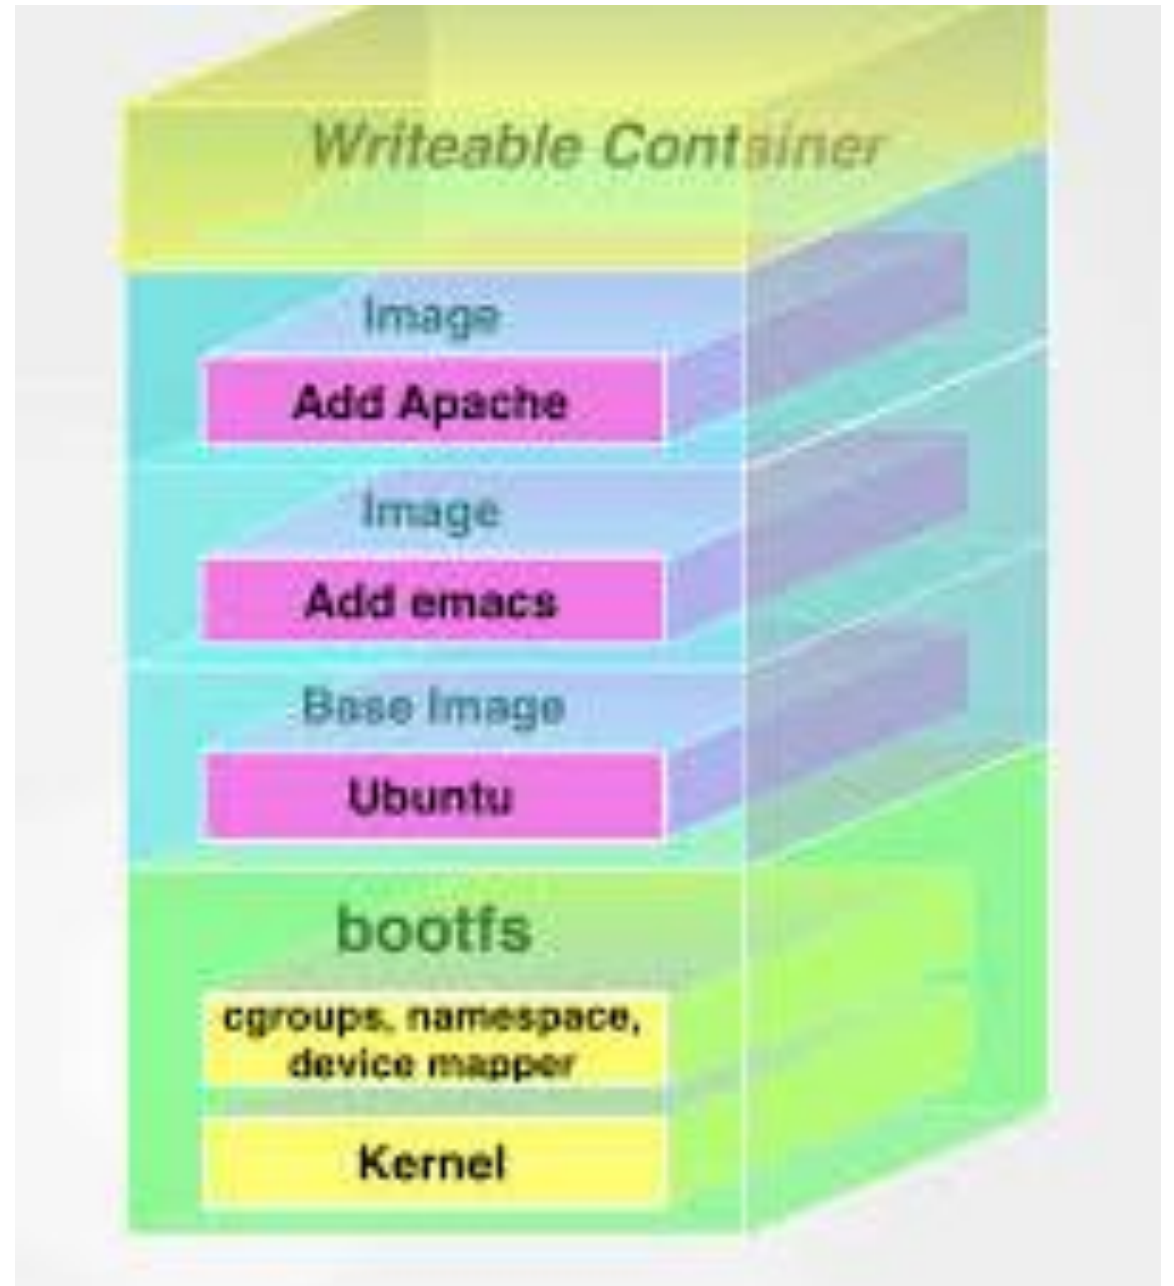 Writeable Container
Image
Add Apache
Image
Add emacs
Base Image
Ubuntu
bootfs
cgroups, namespace,
device mapper
Kernel